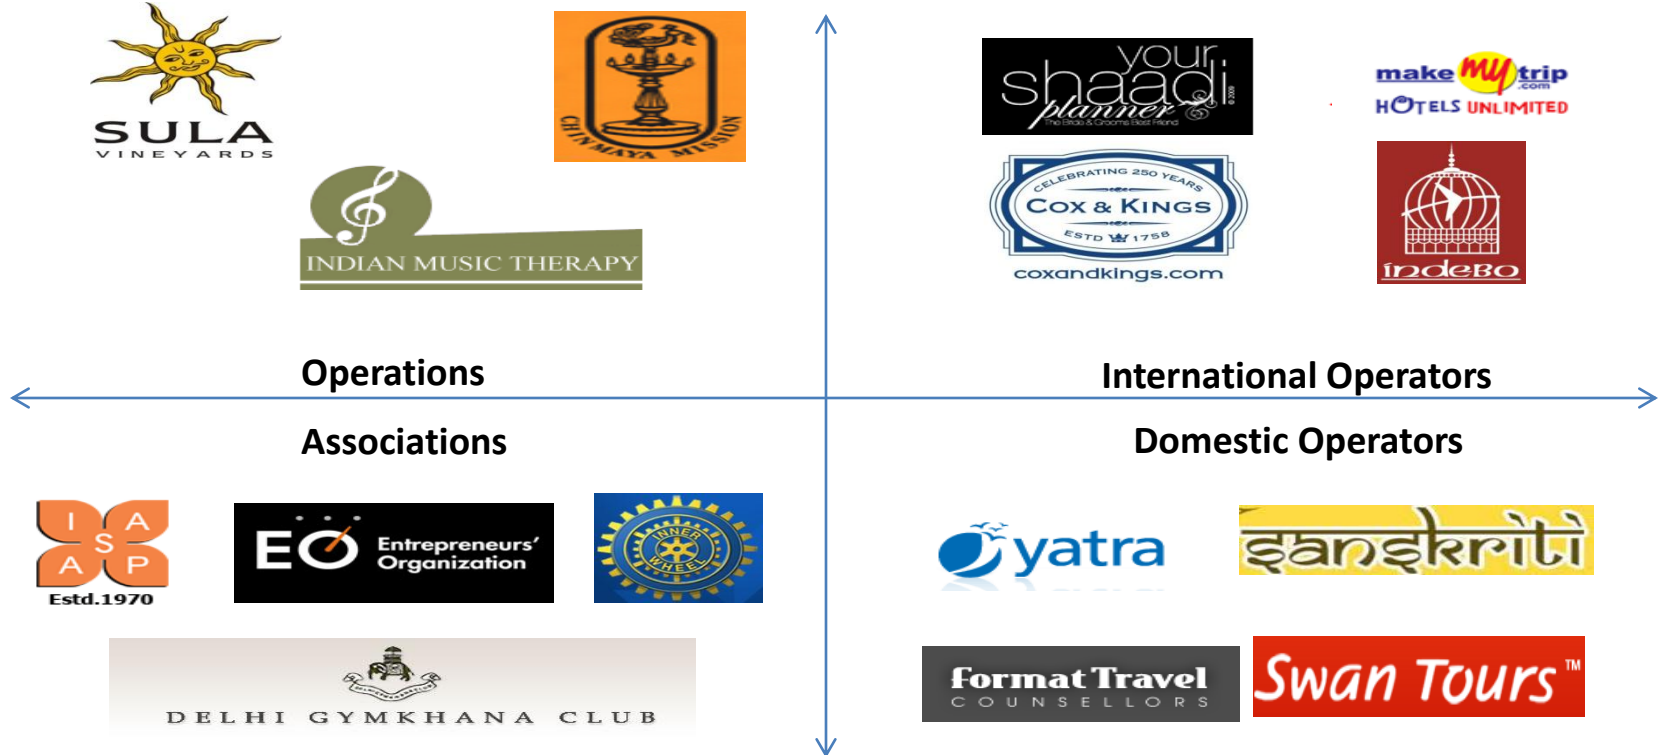 SULA
VINEYARDS
CHINMAYA MISSION
INDIAN MUSIC THERAPY
your
shaadi
planner
The Bride & Grooms Best Friend
© 2009
make my trip
.com
HOTELS UNLIMITED
CELEBRATING 250 YEARS
COX & KINGS
ESTD 1758
coxandkings.com
indebo
Operations
International Operators
Associations
Domestic Operators
I A
S
A P
Estd.1970
EO Entrepreneurs'
Organization
INNER
WHEEL
DELHI GYMKHANA CLUB
yatra
sanskriti
format Travel
COUNSELLORS
Swan Tours™